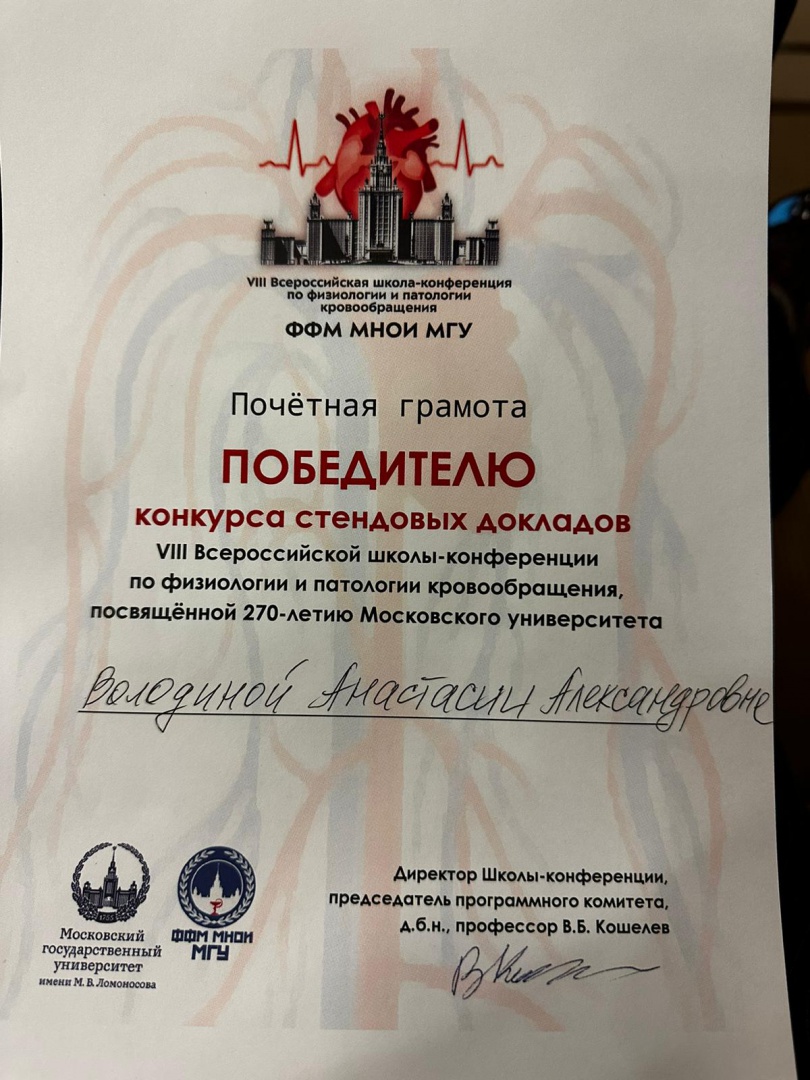 VIII Всероссийская школа-конференция
по физиологии и патологии
кровообращения
ФФМ МНОИ МГУ
Почётная грамота
ПОБЕДИТЕЛЮ
конкурса стендовых докладов
VIII Всероссийской школы-конференции
по физиологии и патологии кровообращения,
посвящённой 270-летию Московского университета
Володиной Анастасии Александровне
Директор Школы-конференции,
председатель программного комитета,
д.б.н., профессор В.Б. Кошелев
1755
Московский
государственный
университет
имени М. В. Ломоносова
ФФМ МНОИ
МГУ